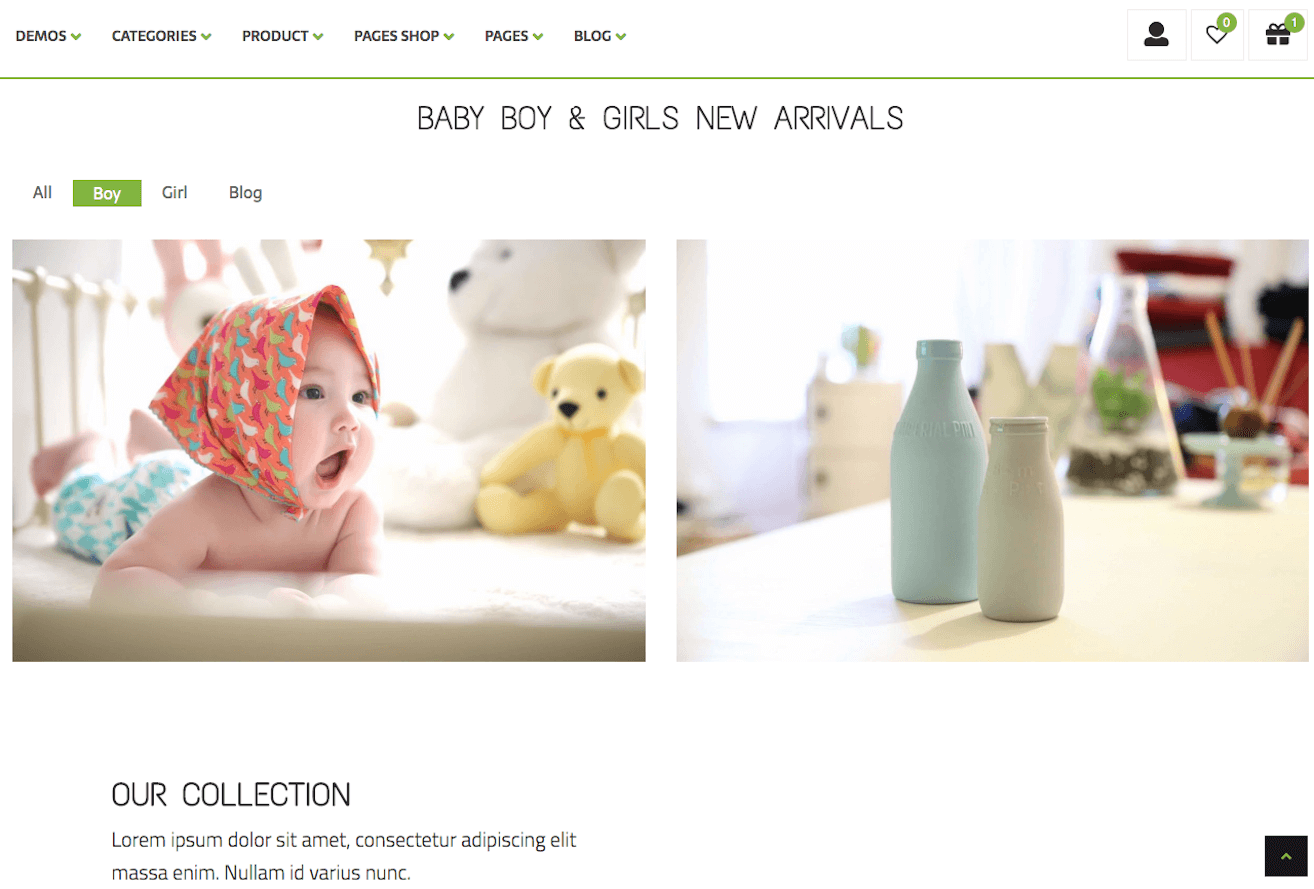 DEMOS CATEGORIES PRODUCT PAGES SHOP PAGES BLOG 0 1
BABY BOY & GIRLS NEW ARRIVALS
All Boy Girl Blog
OUR COLLECTION
Lorem ipsum dolor sit amet, consectetur adipiscing elit
massa enim. Nullam id varius nunc.